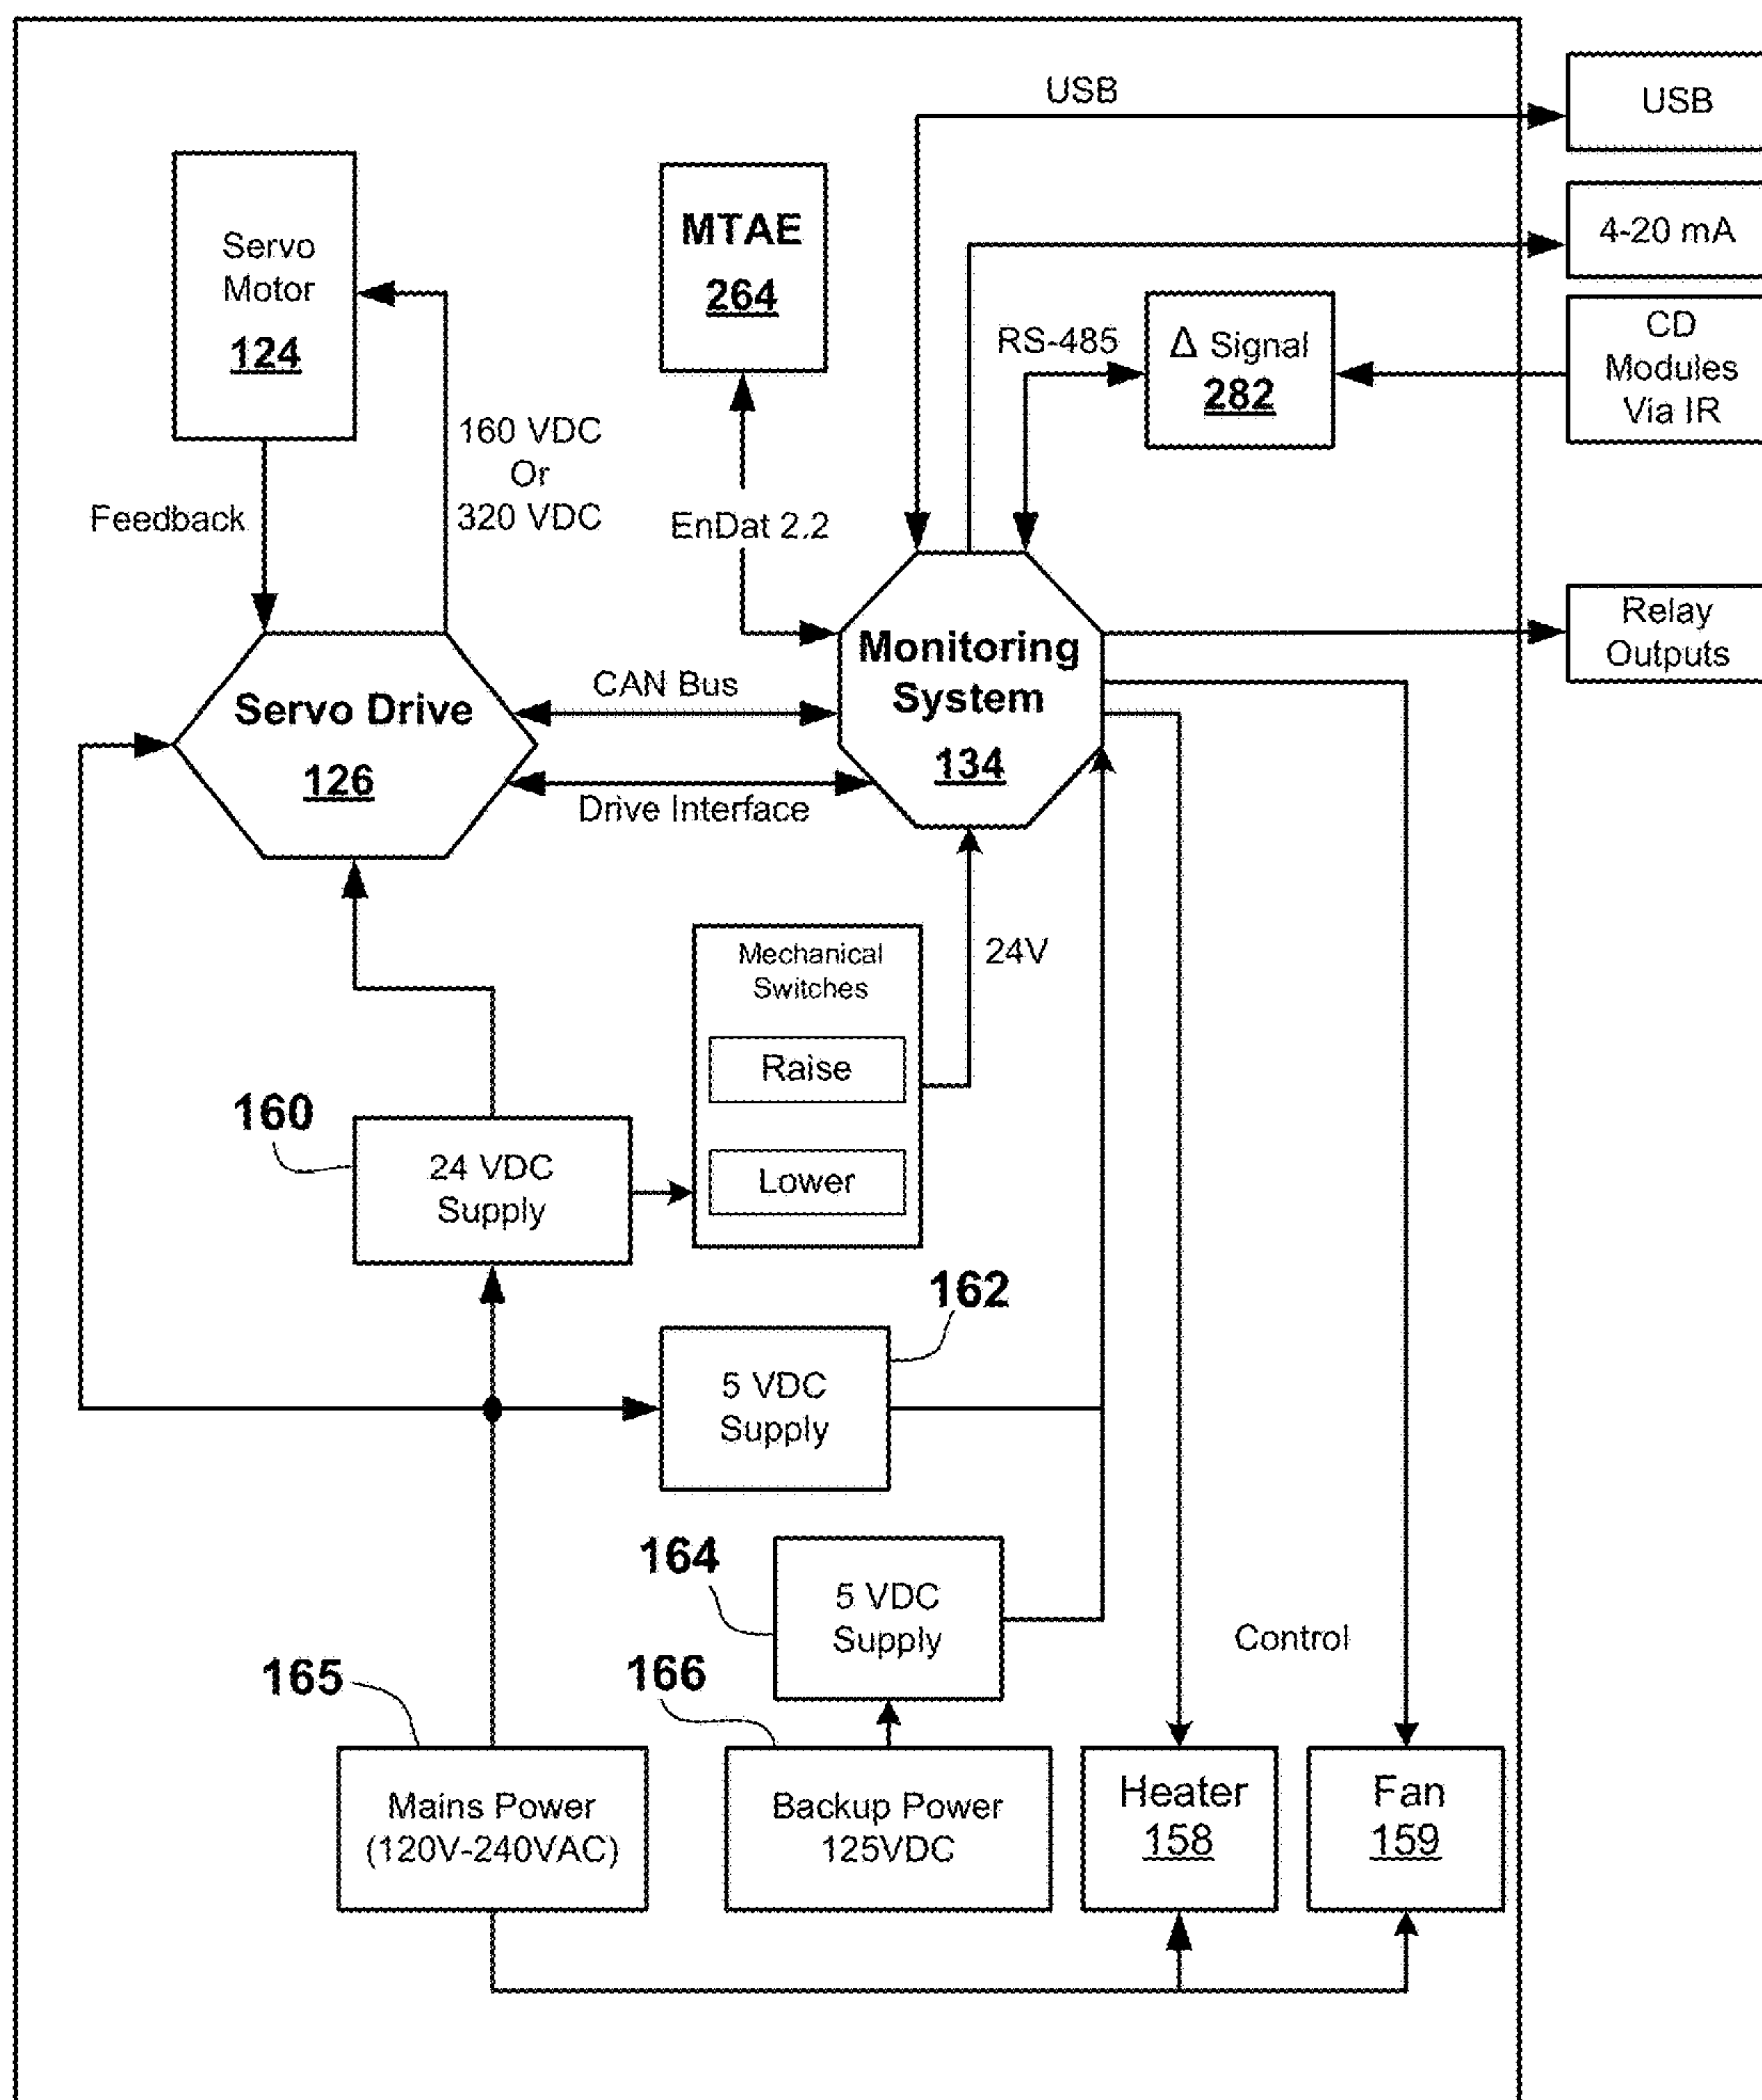 USB
USB
4-20 mA
CD
Modules
Via IR
RS-485
Δ Signal
282
MTAE
264
Servo
Motor
124
160 VDC
Or
320 VDC
Feedback
EnDat 2.2
Relay
Outputs
Monitoring
System
134
CAN Bus
Servo Drive
126
Drive Interface
Mechanical
Switches
Raise
Lower
24V
160
24 VDC
Supply
162
5 VDC
Supply
164
5 VDC
Supply
Control
165
166
Mains Power
(120V-240VAC)
Backup Power
125VDC
Heater
158
Fan
159